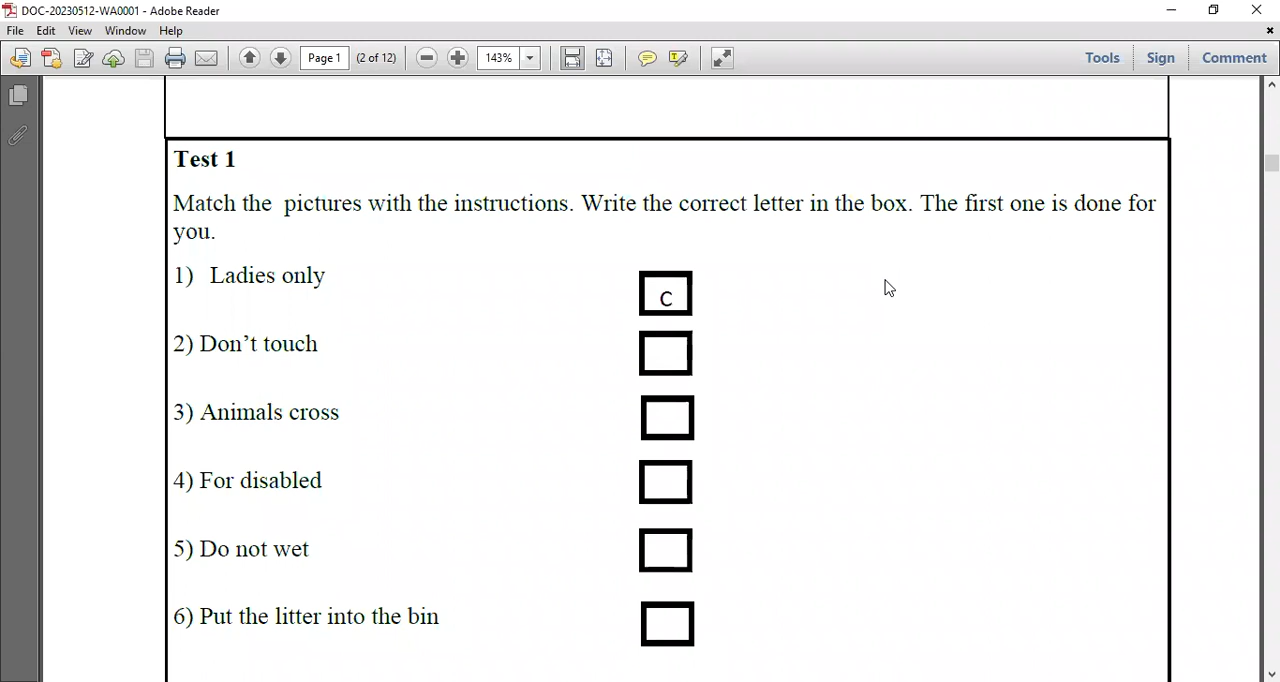 DOC-20230512-WA0001 - Adobe Reader
File Edit View Window Help
Page 1 (2 of 12) 143% Tools Sign Comment
Test 1
Match the pictures with the instructions. Write the correct letter in the box. The first one is done for
you.
1) Ladies only C
2) Don’t touch
3) Animals cross
4) For disabled
5) Do not wet
6) Put the litter into the bin